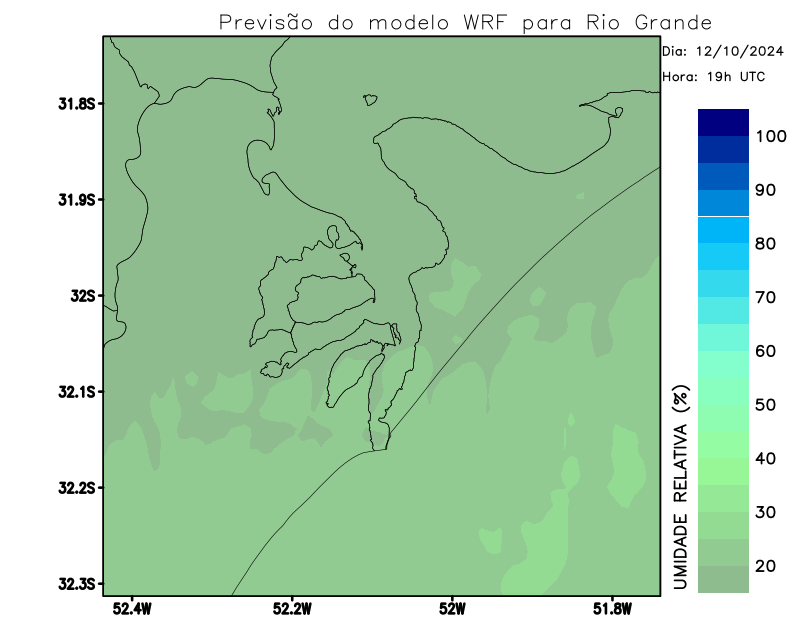 Previsão do modelo WRF para Rio Grande
Dia: 12/10/2024
Hora: 19h UTC
31.8S
31.9S
32S
32.1S
32.2S
32.3S
52.4W
52.2W
52W
51.8W
100
90
80
70
60
50
40
30
20
UMIDADE RELATIVA (%)